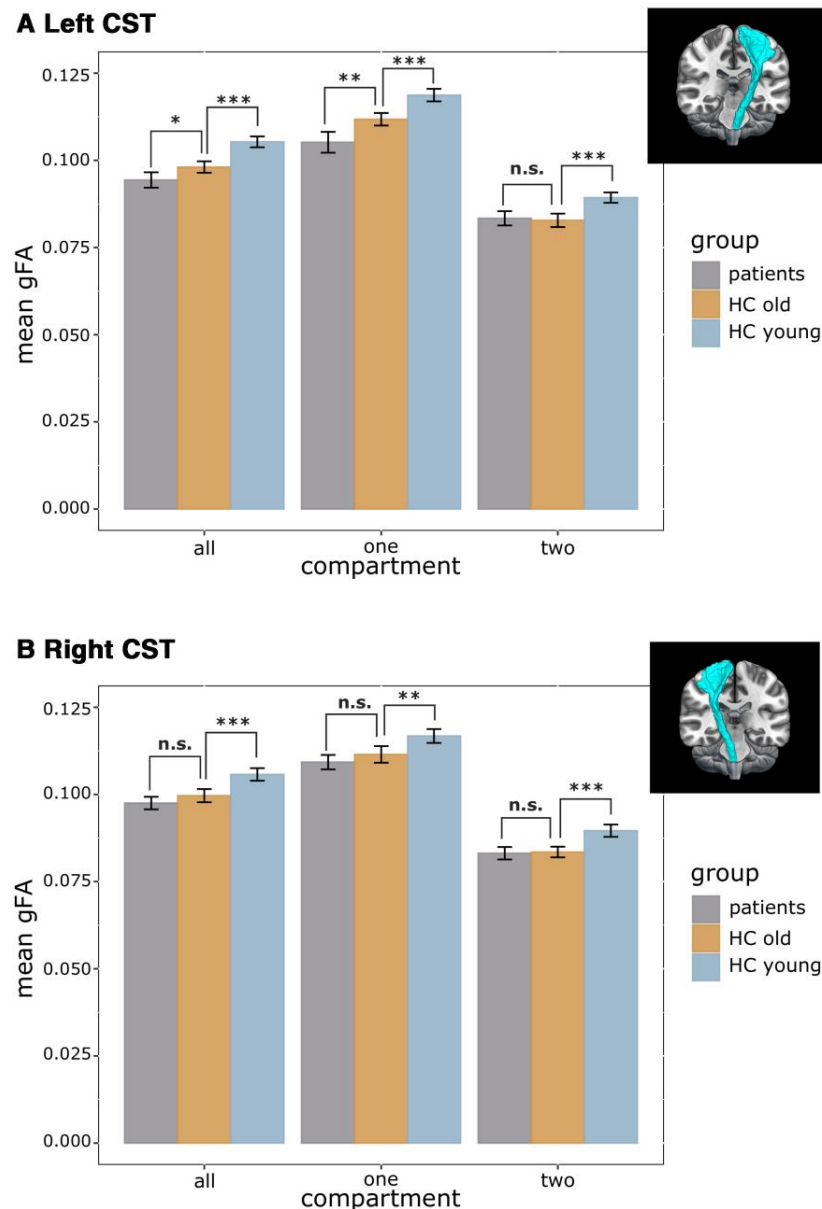 A Left CST
0.125
0.100
0.075
0.050
0.025
0.000
mean gFA
* *** ** *** n.s. ***
all one two
compartment
group
patients
HC old
HC young
B Right CST
0.125
0.100
0.075
0.050
0.025
0.000
mean gFA
n.s. *** n.s. ** n.s. ***
all one two
compartment
group
patients
HC old
HC young